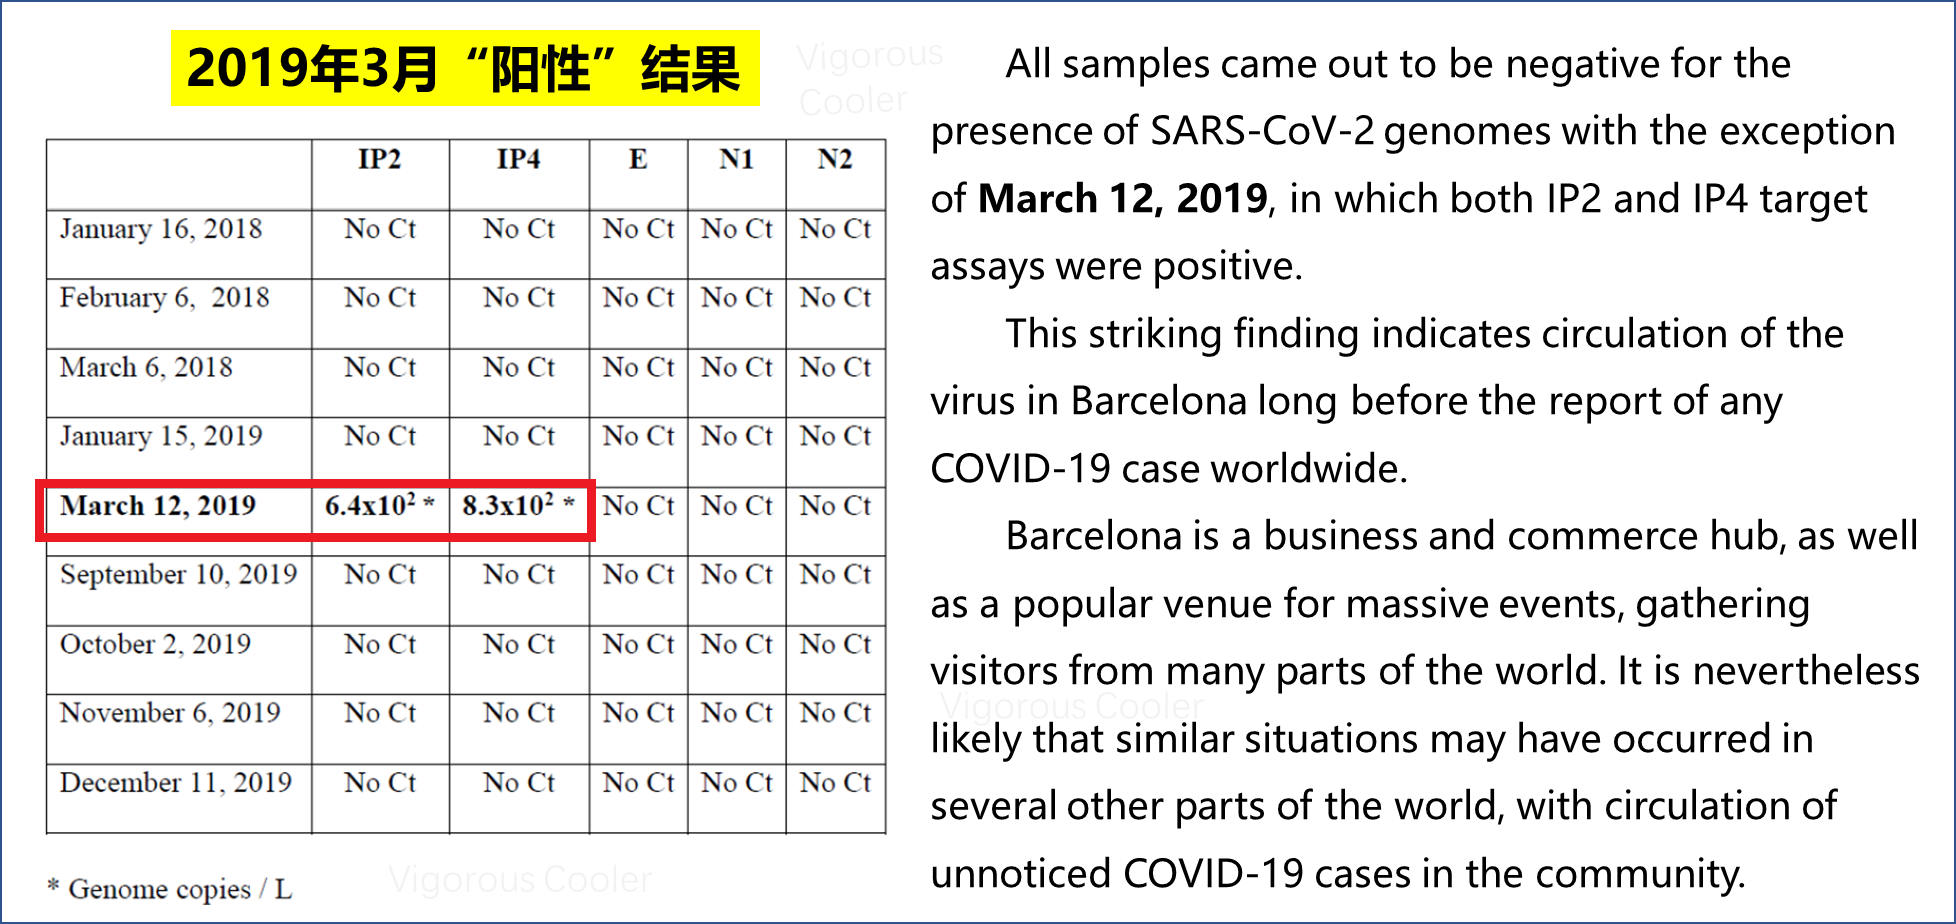 2019年3月“阳性”结果
Vigorous
Cooler
IP2 IP4 E N1 N2
January 16, 2018 No Ct No Ct No Ct No Ct No Ct
February 6, 2018 No Ct No Ct No Ct No Ct No Ct
March 6, 2018 No Ct No Ct No Ct No Ct No Ct
January 15, 2019 No Ct No Ct No Ct No Ct No Ct
March 12, 2019 6.4x10² * 8.3x10² * No Ct No Ct No Ct
September 10, 2019 No Ct No Ct No Ct No Ct No Ct
October 2, 2019 No Ct No Ct No Ct No Ct No Ct
November 6, 2019 No Ct No Ct No Ct No Ct No Ct
December 11, 2019 No Ct No Ct No Ct No Ct No Ct
* Genome copies / L
Vigorous Cooler
All samples came out to be negative for the
presence of SARS-CoV-2 genomes with the exception
of March 12, 2019, in which both IP2 and IP4 target
assays were positive.
This striking finding indicates circulation of the
virus in Barcelona long before the report of any
COVID-19 case worldwide.
Barcelona is a business and commerce hub, as well
as a popular venue for massive events, gathering
visitors from many parts of the world. It is nevertheless
Vigorous Cooler
likely that similar situations may have occurred in
several other parts of the world, with circulation of
unnoticed COVID-19 cases in the community.